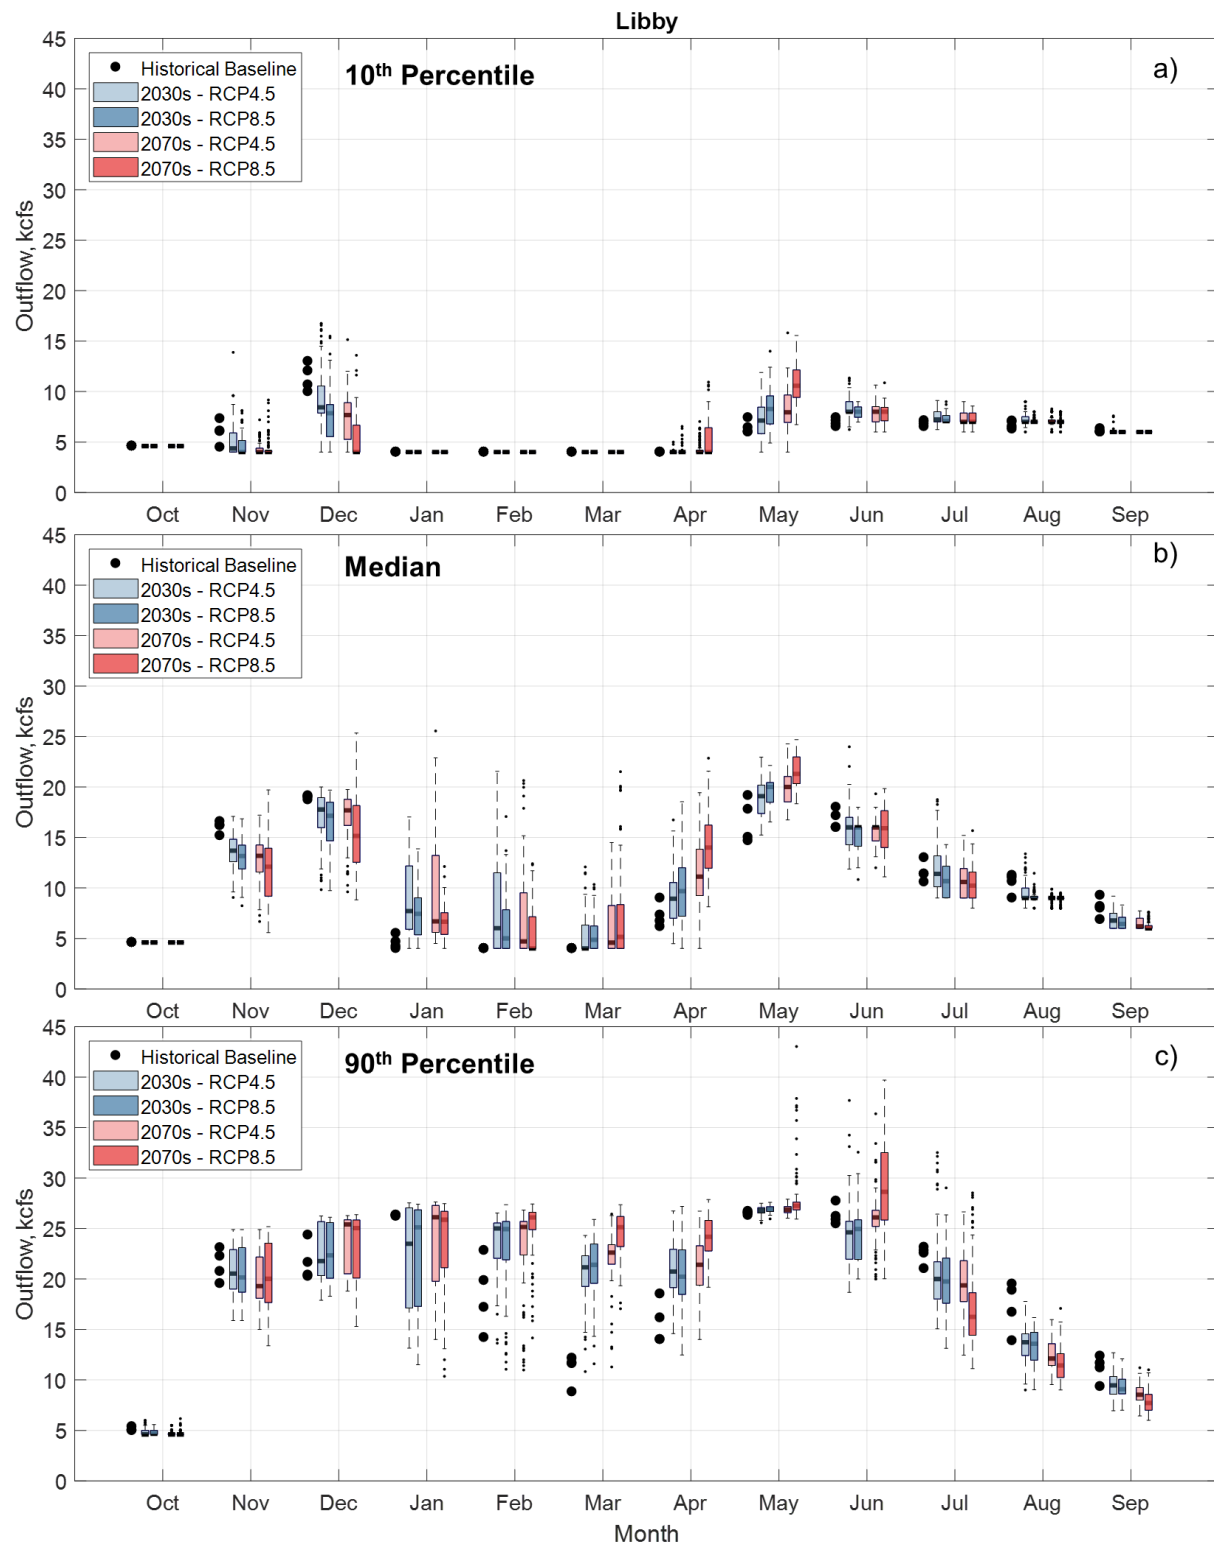 Libby
45
40
35
30
25
20
15
10
5
0
Outflow, kcfs
Historical Baseline
2030s - RCP4.5
2030s - RCP8.5
2070s - RCP4.5
2070s - RCP8.5
10th Percentile
a)
Oct Nov Dec Jan Feb Mar Apr May Jun Jul Aug Sep
45
40
35
30
25
20
15
10
5
0
Outflow, kcfs
Historical Baseline
2030s - RCP4.5
2030s - RCP8.5
2070s - RCP4.5
2070s - RCP8.5
Median
b)
Oct Nov Dec Jan Feb Mar Apr May Jun Jul Aug Sep
45
40
35
30
25
20
15
10
5
0
Outflow, kcfs
Historical Baseline
2030s - RCP4.5
2030s - RCP8.5
2070s - RCP4.5
2070s - RCP8.5
90th Percentile
c)
Oct Nov Dec Jan Feb Mar Apr May Jun Jul Aug Sep
Month